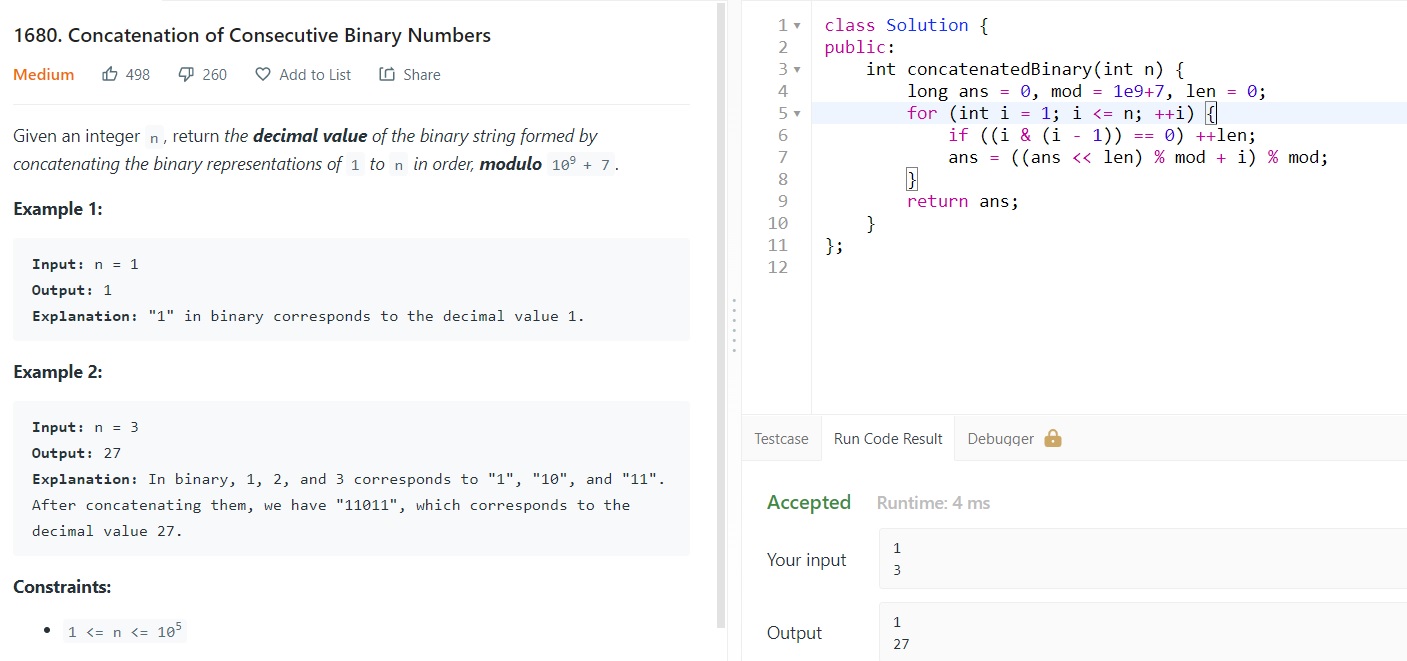 1680. Concatenation of Consecutive Binary Numbers
Medium 498 260 Add to List Share
Given an integer n, return the decimal value of the binary string formed by
concatenating the binary representations of 1 to n in order, modulo 10⁹ + 7.
Example 1:
Input: n = 1
Output: 1
Explanation: "1" in binary corresponds to the decimal value 1.
Example 2:
Input: n = 3
Output: 27
Explanation: In binary, 1, 2, and 3 corresponds to "1", "10", and "11".
After concatenating them, we have "11011", which corresponds to the
decimal value 27.
Constraints:
• 1 <= n <= 10⁵
1 class Solution {
2 public:
3     int concatenatedBinary(int n) {
4         long ans = 0, mod = 1e9+7, len = 0;
5         for (int i = 1; i <= n; ++i) {
6             if ((i & (i - 1)) == 0) ++len;
7             ans = ((ans << len) % mod + i) % mod;
8         }
9         return ans;
10     }
11 };
12
Testcase Run Code Result Debugger
Accepted Runtime: 4 ms
Your input
1
3
Output
1
27